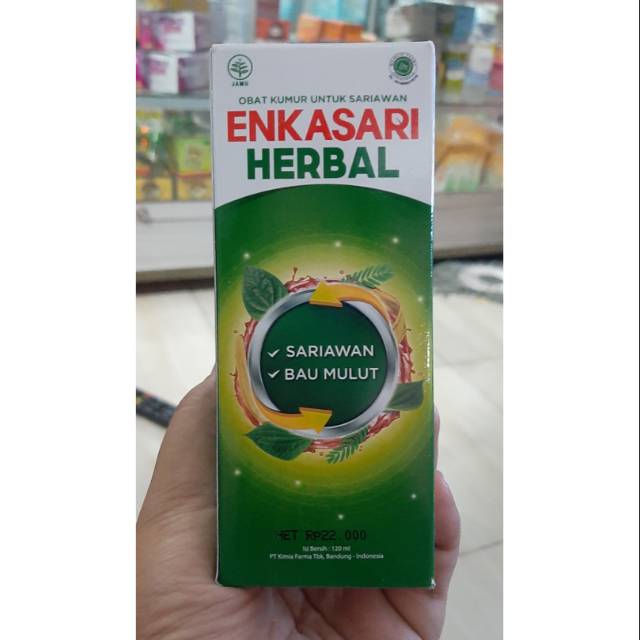 JAMU
OBAT KUMUR UNTUK SARIAWAN
ENKASARI
HERBAL
✓ SARIAWAN
✓ BAU MULUT
HET Rp22.000
Isi Bersih : 120 ml
PT Kimia Farma Tbk, Bandung - Indonesia